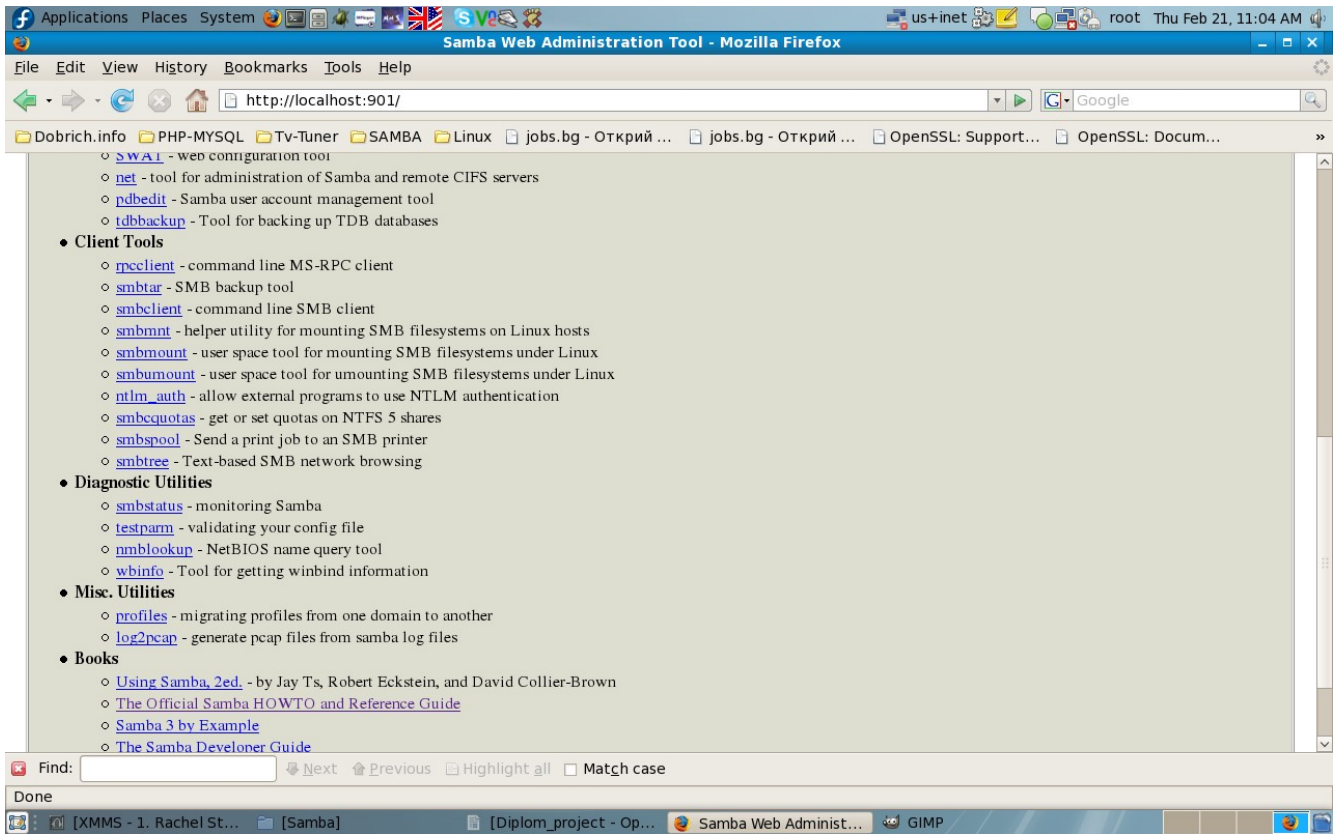 Applications Places System us+inet root Thu Feb 21, 11:04 AM
Samba Web Administration Tool - Mozilla Firefox
File Edit View History Bookmarks Tools Help
http://localhost:901/ Google
Dobrich.info PHP-MYSQL Tv-Tuner SAMBA Linux jobs.bg - Открий ... jobs.bg - Открий ... OpenSSL: Support... OpenSSL: Docum... »
SWAT - web configuration tool
net - tool for administration of Samba and remote CIFS servers
pdbedit - Samba user account management tool
tdbbackup - Tool for backing up TDB databases
Client Tools
rpcclient - command line MS-RPC client
smbtar - SMB backup tool
smbclient - command line SMB client
smbmnt - helper utility for mounting SMB filesystems on Linux hosts
smbmount - user space tool for mounting SMB filesystems under Linux
smbumount - user space tool for umounting SMB filesystems under Linux
ntlm_auth - allow external programs to use NTLM authentication
smbcquotas - get or set quotas on NTFS 5 shares
smbspool - Send a print job to an SMB printer
smbtree - Text-based SMB network browsing
Diagnostic Utilities
smbstatus - monitoring Samba
testparm - validating your config file
nmblookup - NetBIOS name query tool
wbinfo - Tool for getting winbind information
Misc. Utilities
profiles - migrating profiles from one domain to another
log2pcap - generate pcap files from samba log files
Books
Using Samba, 2ed. - by Jay Ts, Robert Eckstein, and David Collier-Brown
The Official Samba HOWTO and Reference Guide
Samba 3 by Example
The Samba Developer Guide
Find: Next Previous Highlight all Match case
Done
[XMMS - 1. Rachel St... [Samba] [Diplom_project - Op... Samba Web Administ... GIMP